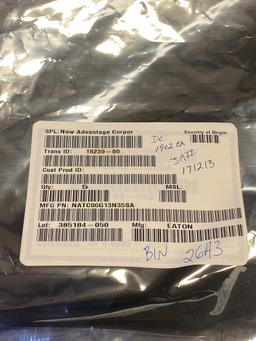 SPL: New Advantage Corpor
Country of Origin
Trans ID: 18239-00
Cust Prod ID:
Qty: 5
MSL:
MFG PN: NATC06G13N35SA
Lot: 385184-050 Mfg: EATON
DC.
1902 EA
171213
BIN 26H3